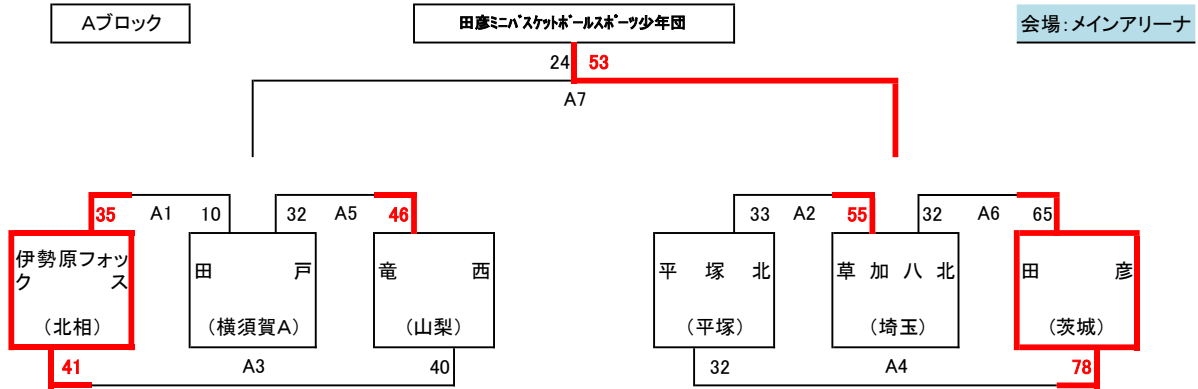 Aブロック
田彦ミニバスケットボールスポーツ少年団
会場:メインアリーナ
24 53
A7
35 A1 10 32 A5 46 33 A2 55 32 A6 65
伊勢原フォッ
クス
(北相)
田戸
(横須賀A)
竜西
(山梨)
平塚北
(平塚)
草加八北
(埼玉)
田彦
(茨城)
41 A3 40 32 A4 78